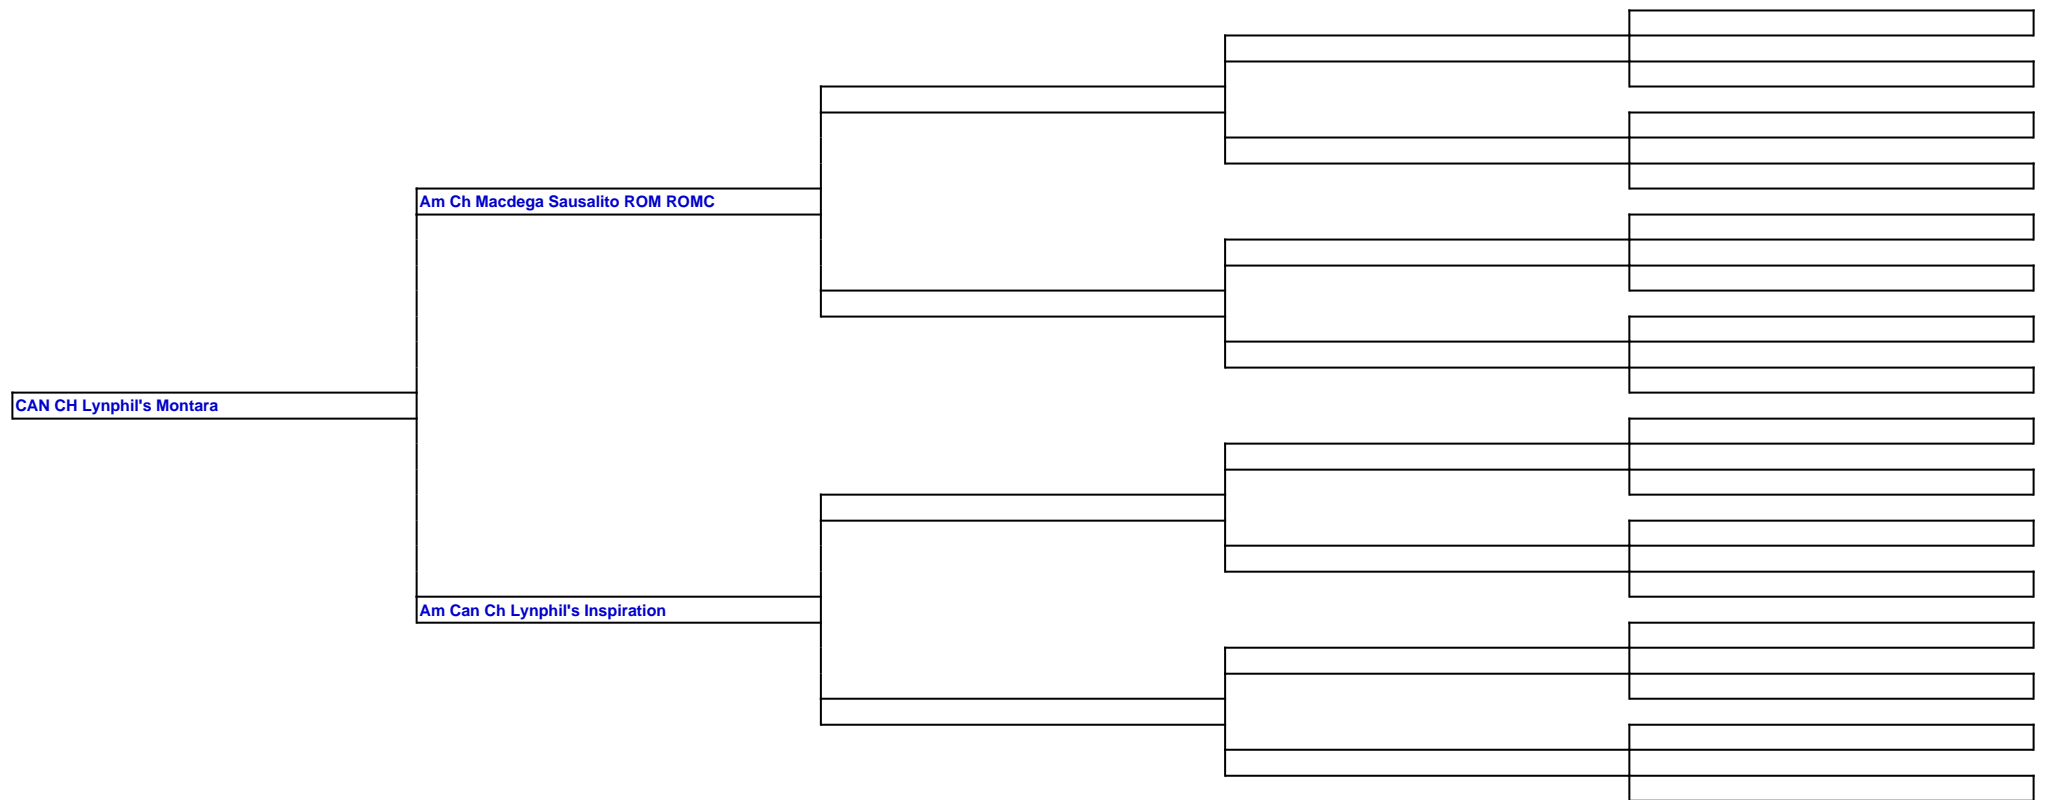 Am Ch Macdega Sausalito ROM ROMC
CAN CH Lynphil's Montara
Am Can Ch Lynphil's Inspiration